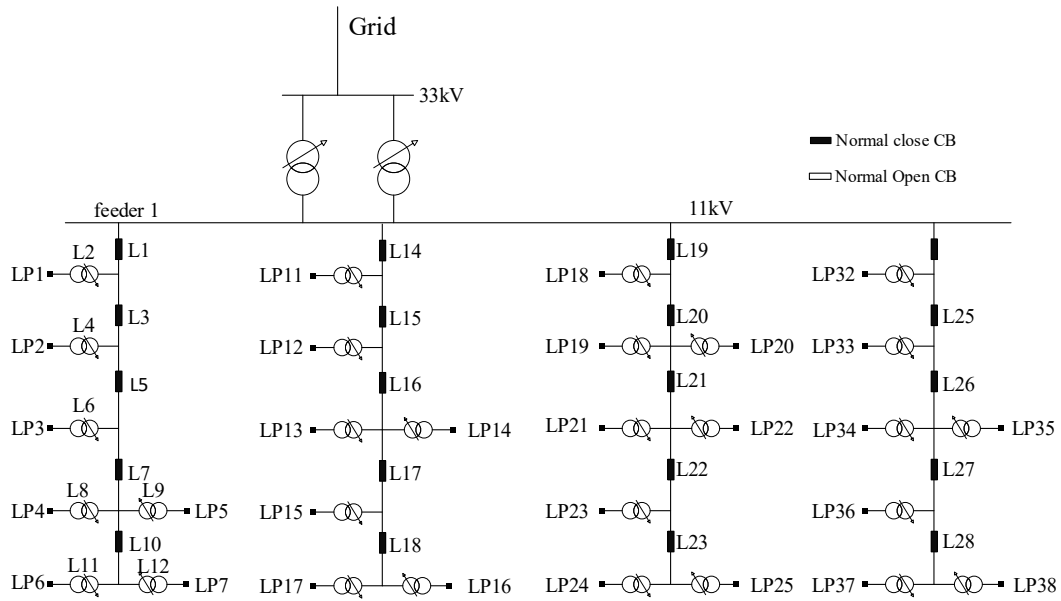 Grid
33kV
Normal close CB
Normal Open CB
feeder 1
11kV
L1
L2
LP1
L3
L4
LP2
L5
L6
LP3
L7
L8
L9
LP4
LP5
L10
L11
L12
LP6
LP7
L14
LP11
L15
LP12
L16
LP13
LP14
L17
LP15
L18
LP17
LP16
L19
LP18
L20
LP19
LP20
L21
LP21
LP22
L22
LP23
L23
LP24
LP25
LP32
L25
LP33
L26
LP34
LP35
L27
LP36
L28
LP37
LP38